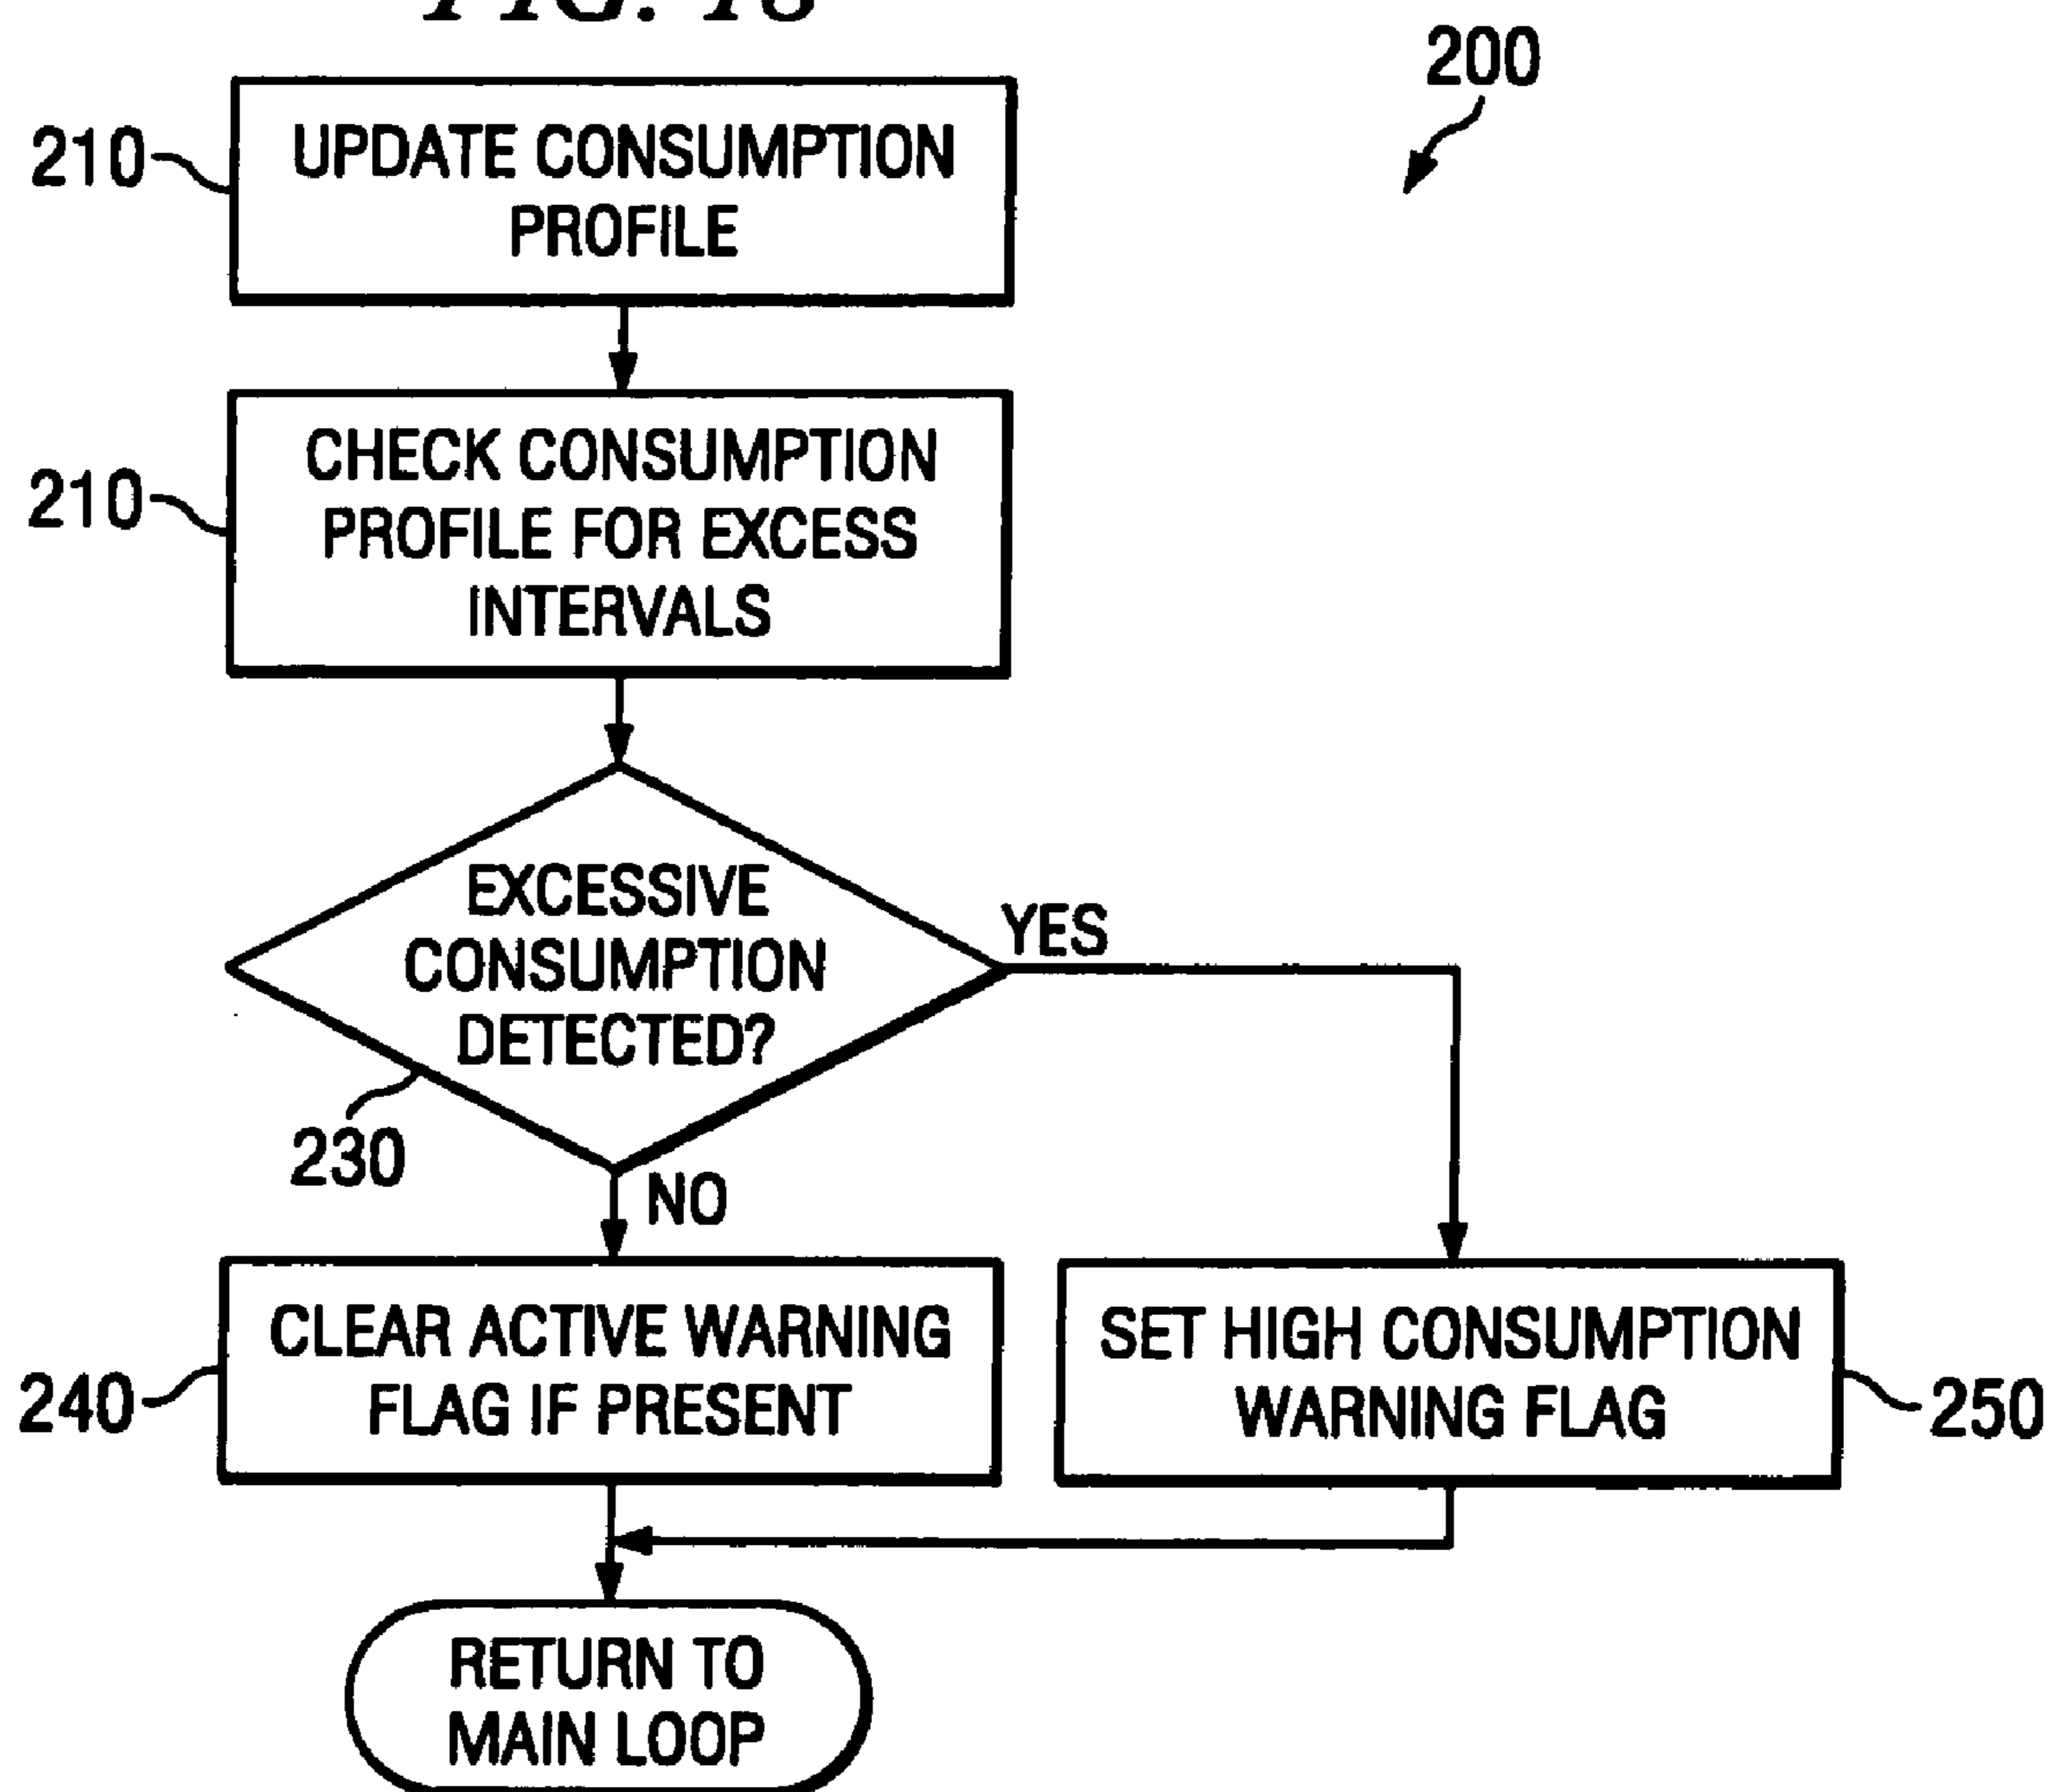 200
210
UPDATE CONSUMPTION
PROFILE
210
CHECK CONSUMPTION
PROFILE FOR EXCESS
INTERVALS
EXCESSIVE
CONSUMPTION
DETECTED?
YES
230
NO
240
CLEAR ACTIVE WARNING
FLAG IF PRESENT
SET HIGH CONSUMPTION
WARNING FLAG
250
RETURN TO
MAIN LOOP